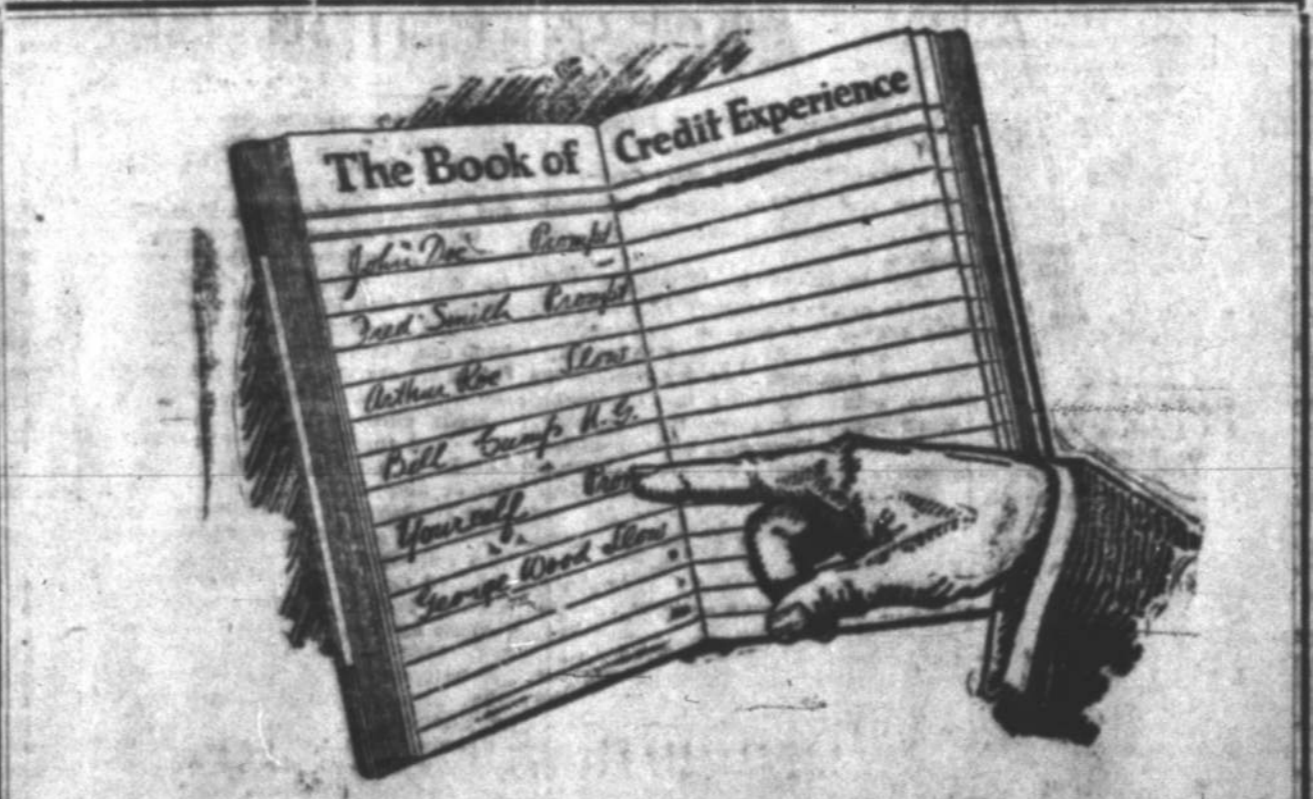 The Book of Credit Experience
John Doe Prompt
Fred Smith Prompt
Arthur Roe Slow
Bill Gump N.G.
Yourself Prom
George Wood Slow